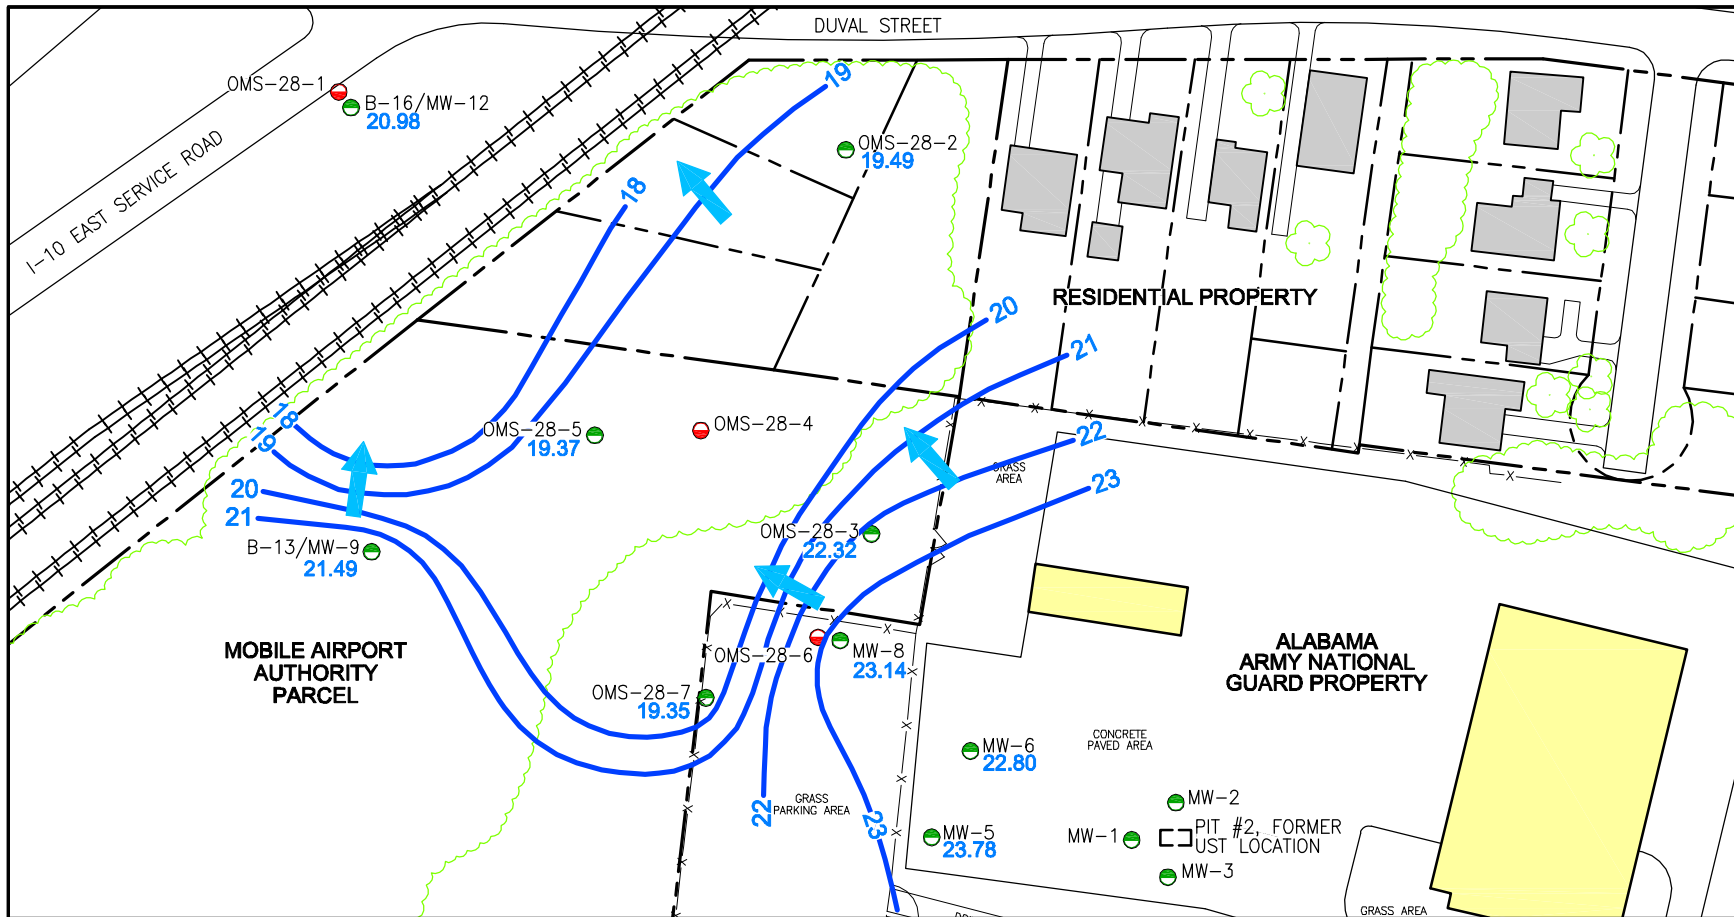 DUVAL STREET
19
OMS-28-1
B-16/MW-12
20.98
OMS-28-2
19.49
I-10 EAST SERVICE ROAD
18
RESIDENTIAL PROPERTY
20
21
18
19
OMS-28-5
19.37
OMS-28-4
22
GRASS
AREA
23
20
21
B-13/MW-9
21.49
OMS-28-3
22.32
MOBILE AIRPORT
AUTHORITY
PARCEL
OMS-28-6
MW-8
23.14
ALABAMA
ARMY NATIONAL
GUARD PROPERTY
OMS-28-7
19.35
MW-6
22.80
CONCRETE
PAVED AREA
GRASS
PARKING AREA
22
23
MW-5
23.78
MW-2
MW-1
PIT #2, FORMER
UST LOCATION
MW-3
GRASS AREA